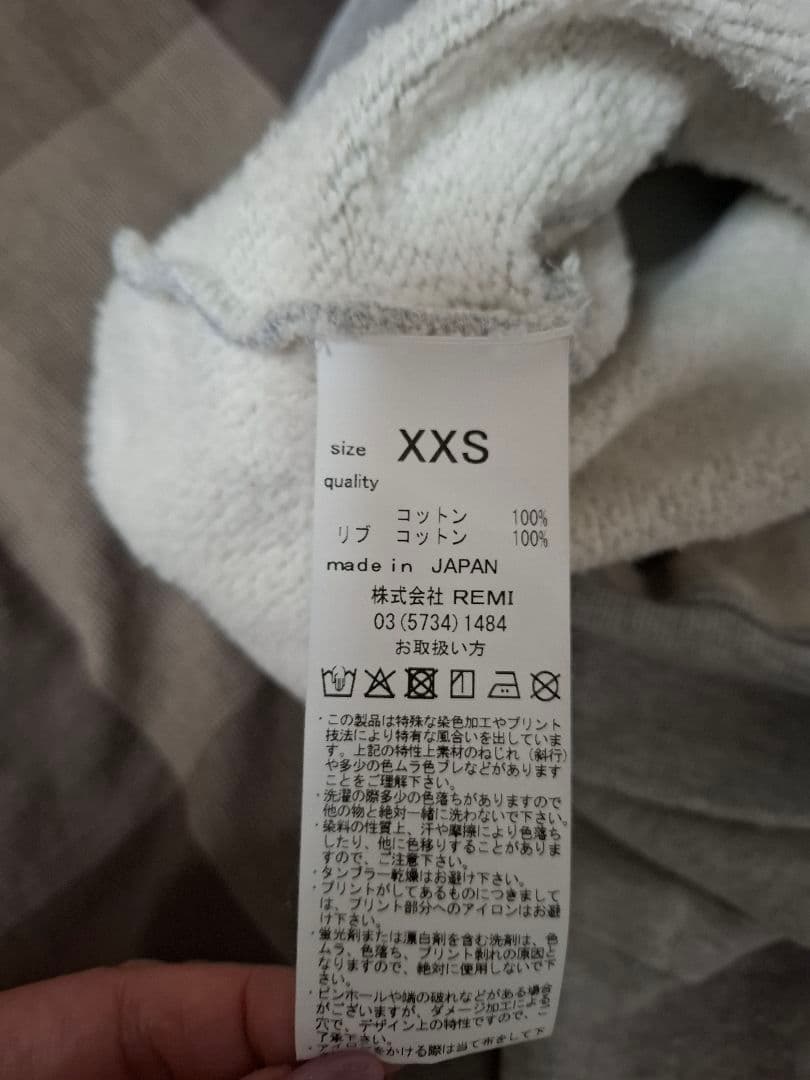 size XXS
quality
コットン 100%
リブ コットン 100%
made in JAPAN
株式会社 REMI
03(5734)1484
お取扱い方
・この製品は特殊な染色加工やプリント
技法により特有な風合いを出していま
す。上記の特性上素材のねじれ（斜行）
や多少の色ムラ色ブレなどがあります
ことをご理解下さい。
・洗濯の際多少の色落ちがありますので
他の物と絶対一緒に洗わないで下さい。
・染料の性質上、汗や摩擦により色落ち
したり、他に色移りすることがありま
すので、ご注意下さい。
・タンブラー乾燥はお避け下さい。
・プリントがしてあるものにつきまして
は、プリント部分へのアイロンはお避
け下さい。
・蛍光剤または漂白剤を含む洗剤は、色
ムラ、色落ち、プリント剥れの原因と
なりますので、絶対に使用しないで下
さい。
・ピンホールや端の破れなどがある場合
がございますが、ダメージ加工による
穴で、デザイン上の特性ですので、ご
了承下さい。
・アイロンをかける際は当て布をして下